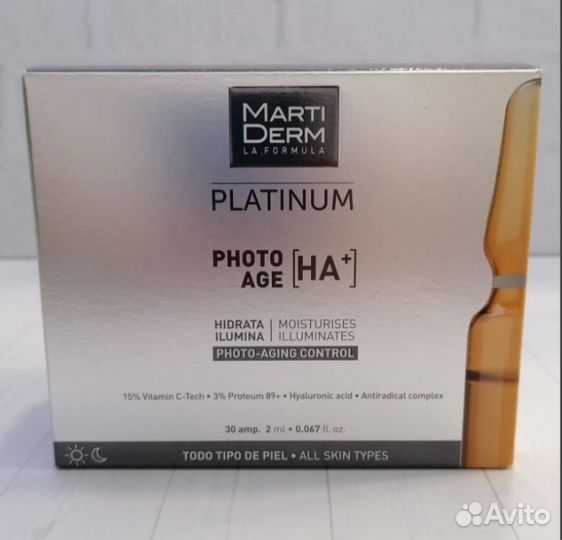 MARTI
DERM
LA FORMULA
PLATINUM
PHOTO
AGE [HA+]
HIDRATA | MOISTURISES
ILUMINA | ILLUMINATES
PHOTO-AGING CONTROL
15% Vitamin C-Tech • 3% Proteum 89+ • Hyaluronic acid • Antiradical complex
30 amp. 2 ml • 0.067 fl. oz.
TODO TIPO DE PIEL • ALL SKIN TYPES
Avito